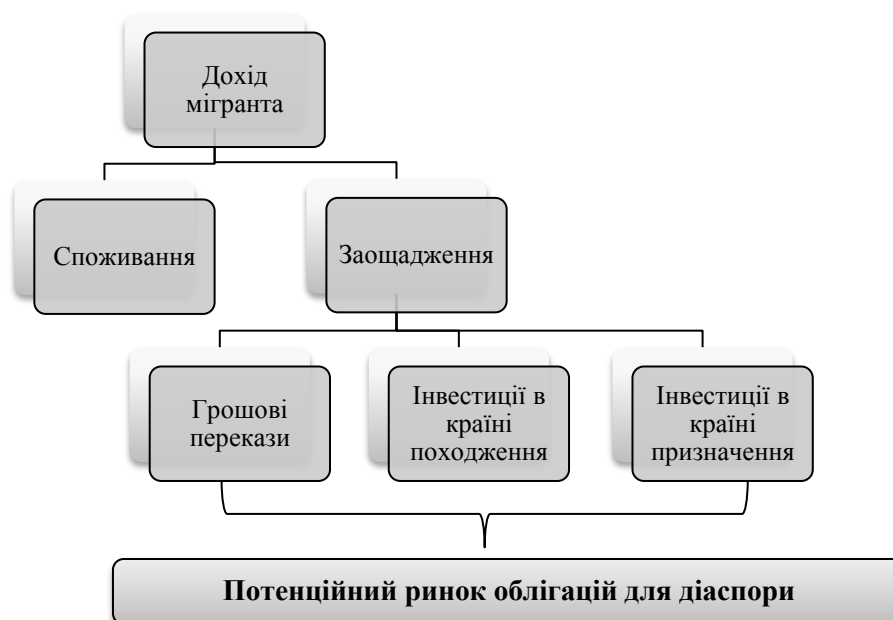 Дохід
мігранта
Споживання
Заощадження
Грошові
перекази
Інвестиції в
країні
походження
Інвестиції в
країні
призначення
Потенційний ринок облігацій для діаспори